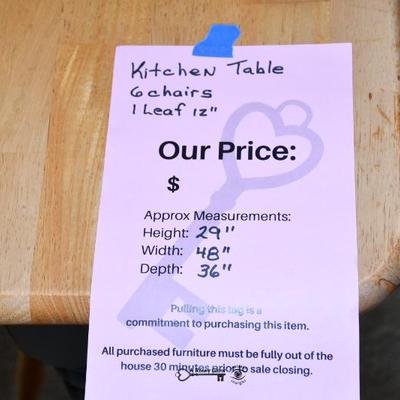 Kitchen Table
6 chairs
1 Leaf 12"
Our Price:
$
Approx Measurements:
Height: 29"
Width: 48"
Depth: 36"
Pulling this tag is a
commitment to purchasing this item.
All purchased furniture must be fully out of the
house 30 minutes prior to sale closing.